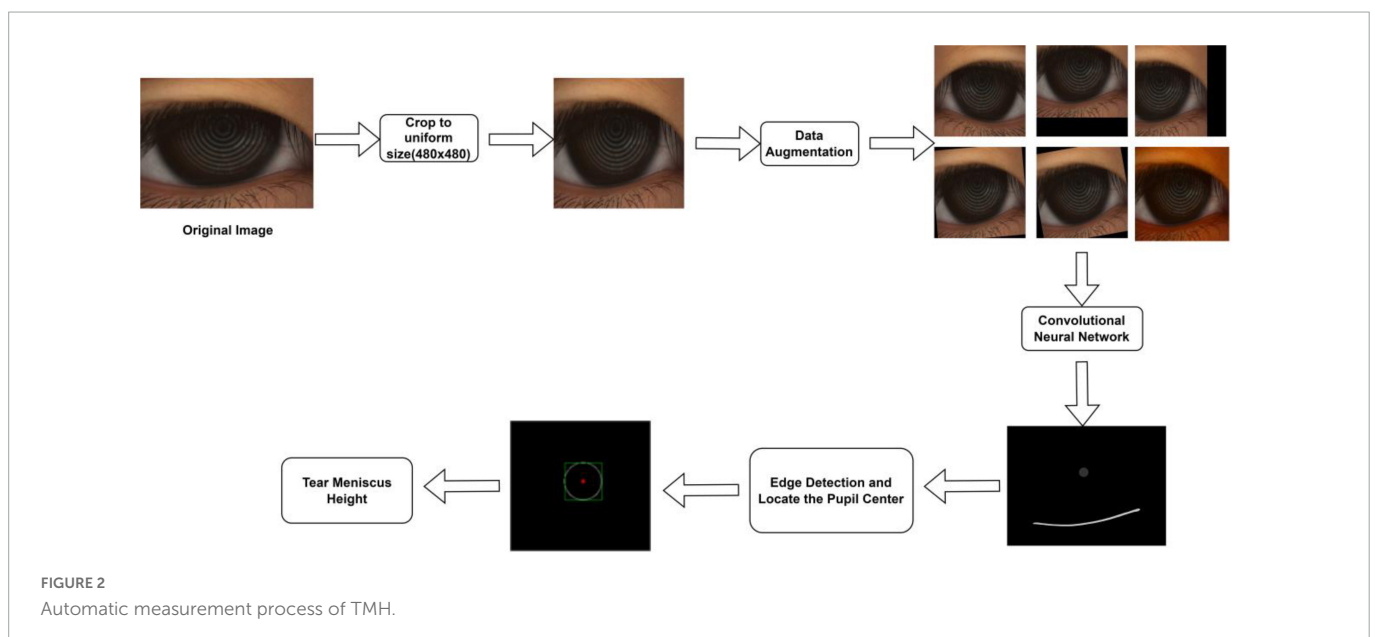 Original Image
Crop to
uniform
size(480x480)
Data
Augmentation
Convolutional
Neural Network
Edge Detection and
Locate the Pupil Center
Tear Meniscus
Height
FIGURE 2
Automatic measurement process of TMH.